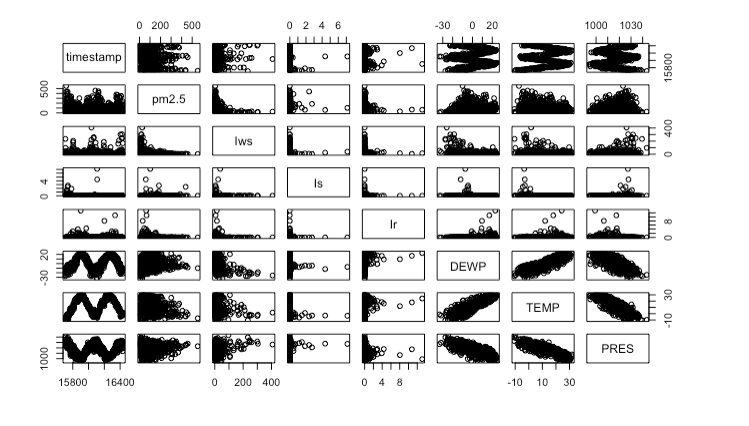 0 200 500
0 2 4 6
-30 0 20
1000 1030
timestamp
15800
0 500
pm2.5
Iws
0 400
0 4
Is
Ir
0 8
-30 20
DEWP
TEMP
-10 30
1000
PRES
15800 16400
0 200 400
0 4 8
-10 10 30